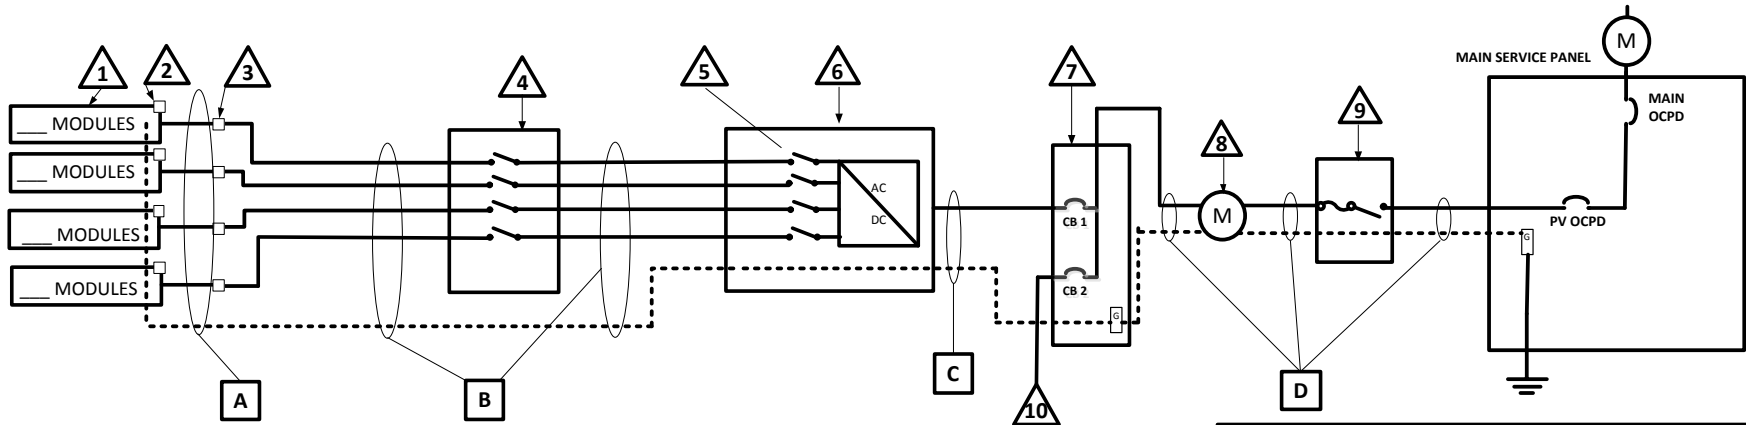 1
2
3
4
5
6
7
8
9
10
___ MODULES
___ MODULES
___ MODULES
___ MODULES
AC
DC
CB 1
CB 2
G
M
MAIN SERVICE PANEL
M
MAIN
OCPD
PV OCPD
G
A
B
C
D